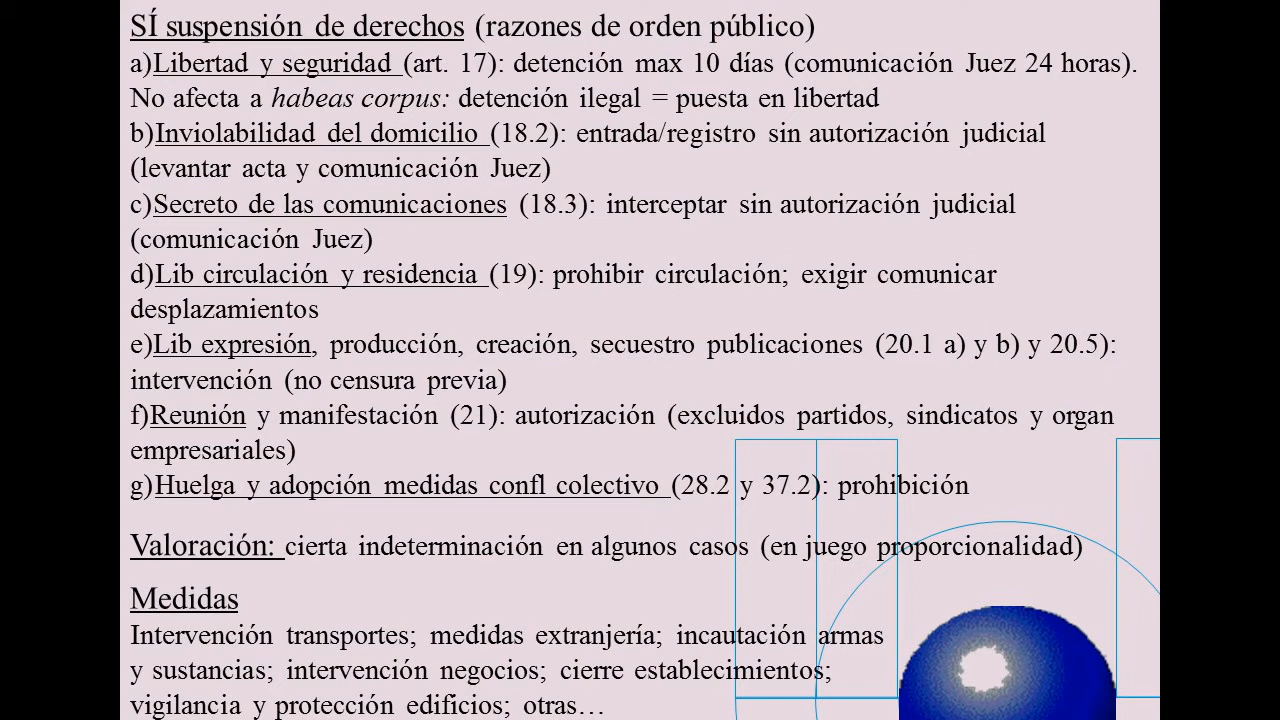 SÍ suspensión de derechos (razones de orden público)
a)Libertad y seguridad (art. 17): detención max 10 días (comunicación Juez 24 horas).
No afecta a habeas corpus: detención ilegal = puesta en libertad
b)Inviolabilidad del domicilio (18.2): entrada/registro sin autorización judicial
(levantar acta y comunicación Juez)
c)Secreto de las comunicaciones (18.3): interceptar sin autorización judicial
(comunicación Juez)
d)Lib circulación y residencia (19): prohibir circulación; exigir comunicar
desplazamientos
e)Lib expresión, producción, creación, secuestro publicaciones (20.1 a) y b) y 20.5):
intervención (no censura previa)
f)Reunión y manifestación (21): autorización (excluidos partidos, sindicatos y organ
empresariales)
g)Huelga y adopción medidas confl colectivo (28.2 y 37.2): prohibición
Valoración: cierta indeterminación en algunos casos (en juego proporcionalidad)
Medidas
Intervención transportes; medidas extranjería; incautación armas
y sustancias; intervención negocios; cierre establecimientos;
vigilancia y protección edificios; otras…